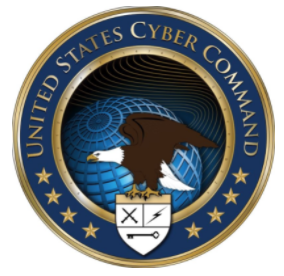 UNITED STATES CYBER COMMAND